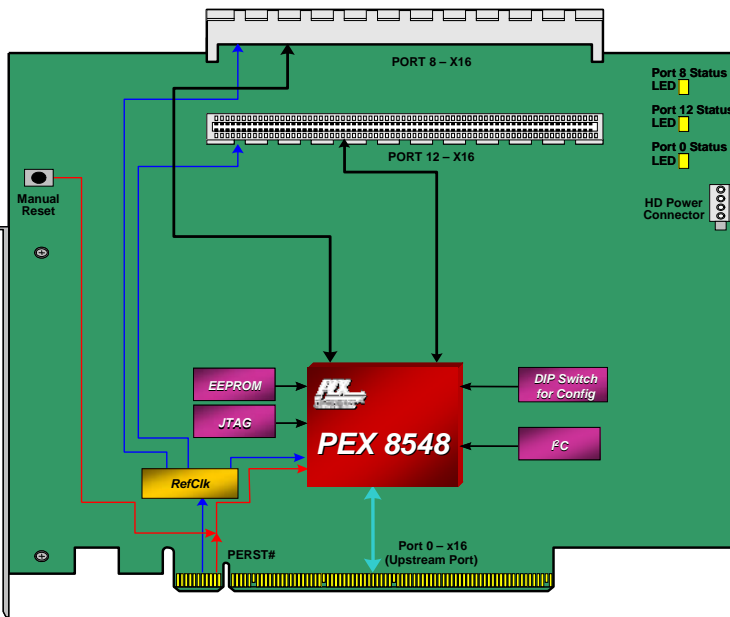 PORT 8 – X16
Port 8 Status
LED
Port 12 Status
LED
PORT 12 – X16
Port 0 Status
LED
Manual
Reset
HD Power
Connector
EEPROM
JTAG
PLX
PEX 8548
DIP Switch
for Config
I²C
RefClk
PERST#
Port 0 – x16
(Upstream Port)